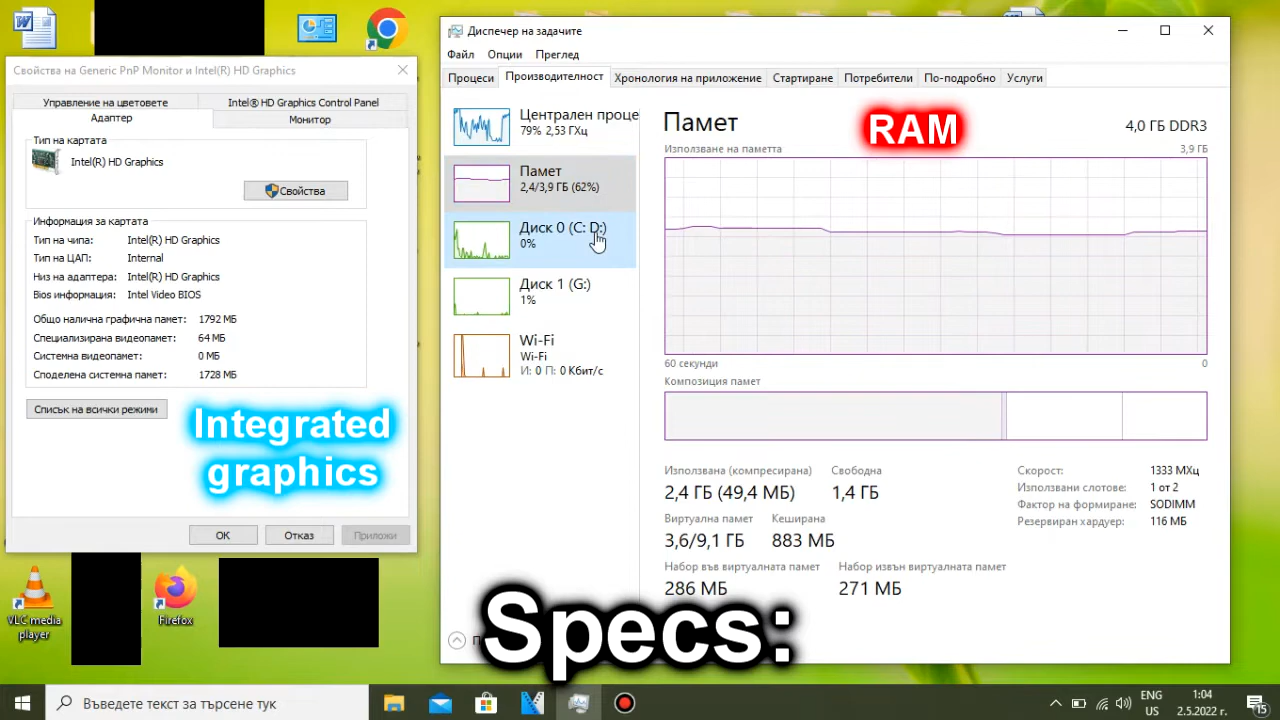 Свойства на Generic PnP Monitor и Intel(R) HD Graphics
Управление на цветовете
Intel® HD Graphics Control Panel
Адаптер
Монитор
Тип на картата
Intel(R) HD Graphics
Свойства
Информация за картата
Тип на чипа: Intel(R) HD Graphics
Тип на ЦАП: Internal
Низ на адаптера: Intel(R) HD Graphics
Bios информация: Intel Video BIOS
Общо налична графична памет: 1792 МБ
Специализирана видеопамет: 64 МБ
Системна видеопамет: 0 МБ
Споделена системна памет: 1728 МБ
Списък на всички режими
Integrated
graphics
OK
Отказ
Приложи
VLC media
player
Firefox
Диспечер на задачите
Файл Опции Преглед
Процеси Производителност Хронология на приложение Стартиране Потребители По-подробно Услуги
Централен проце
79% 2,53 ГХц
Памет
2,4/3,9 ГБ (62%)
Диск 0 (C: D:)
0%
Диск 1 (G:)
1%
Wi-Fi
Wi-Fi
И: 0 П: 0 Кбит/с
Памет
RAM
4,0 ГБ DDR3
Използване на паметта
3,9 ГБ
60 секунди
0
Композиция памет
Използвана (компресирана) Свободна
2,4 ГБ (49,4 МБ) 1,4 ГБ
Виртуална памет Кеширана
3,6/9,1 ГБ 883 МБ
Набор във виртуалната памет Набор извън виртуалната памет
286 МБ 271 МБ
Скорост: 1333 МХц
Използвани слотове: 1 от 2
Фактор на формиране: SODIMM
Резервиран хардуер: 116 МБ
Specs:
Въведете текст за търсене тук
ENG
US
1:04
2.5.2022 г.
15